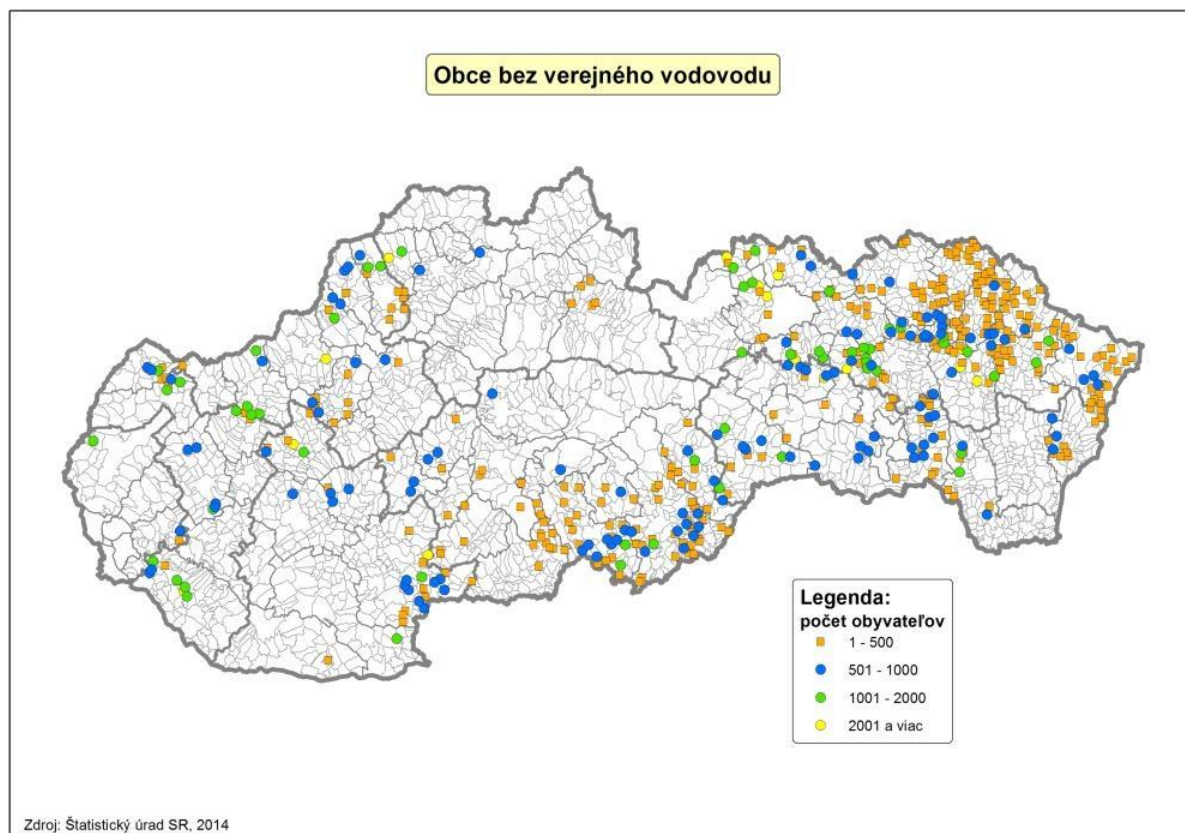 Obce bez verejného vodovodu
Legenda:
počet obyvateľov
1 - 500
501 - 1000
1001 - 2000
2001 a viac
Zdroj: Štatistický úrad SR, 2014